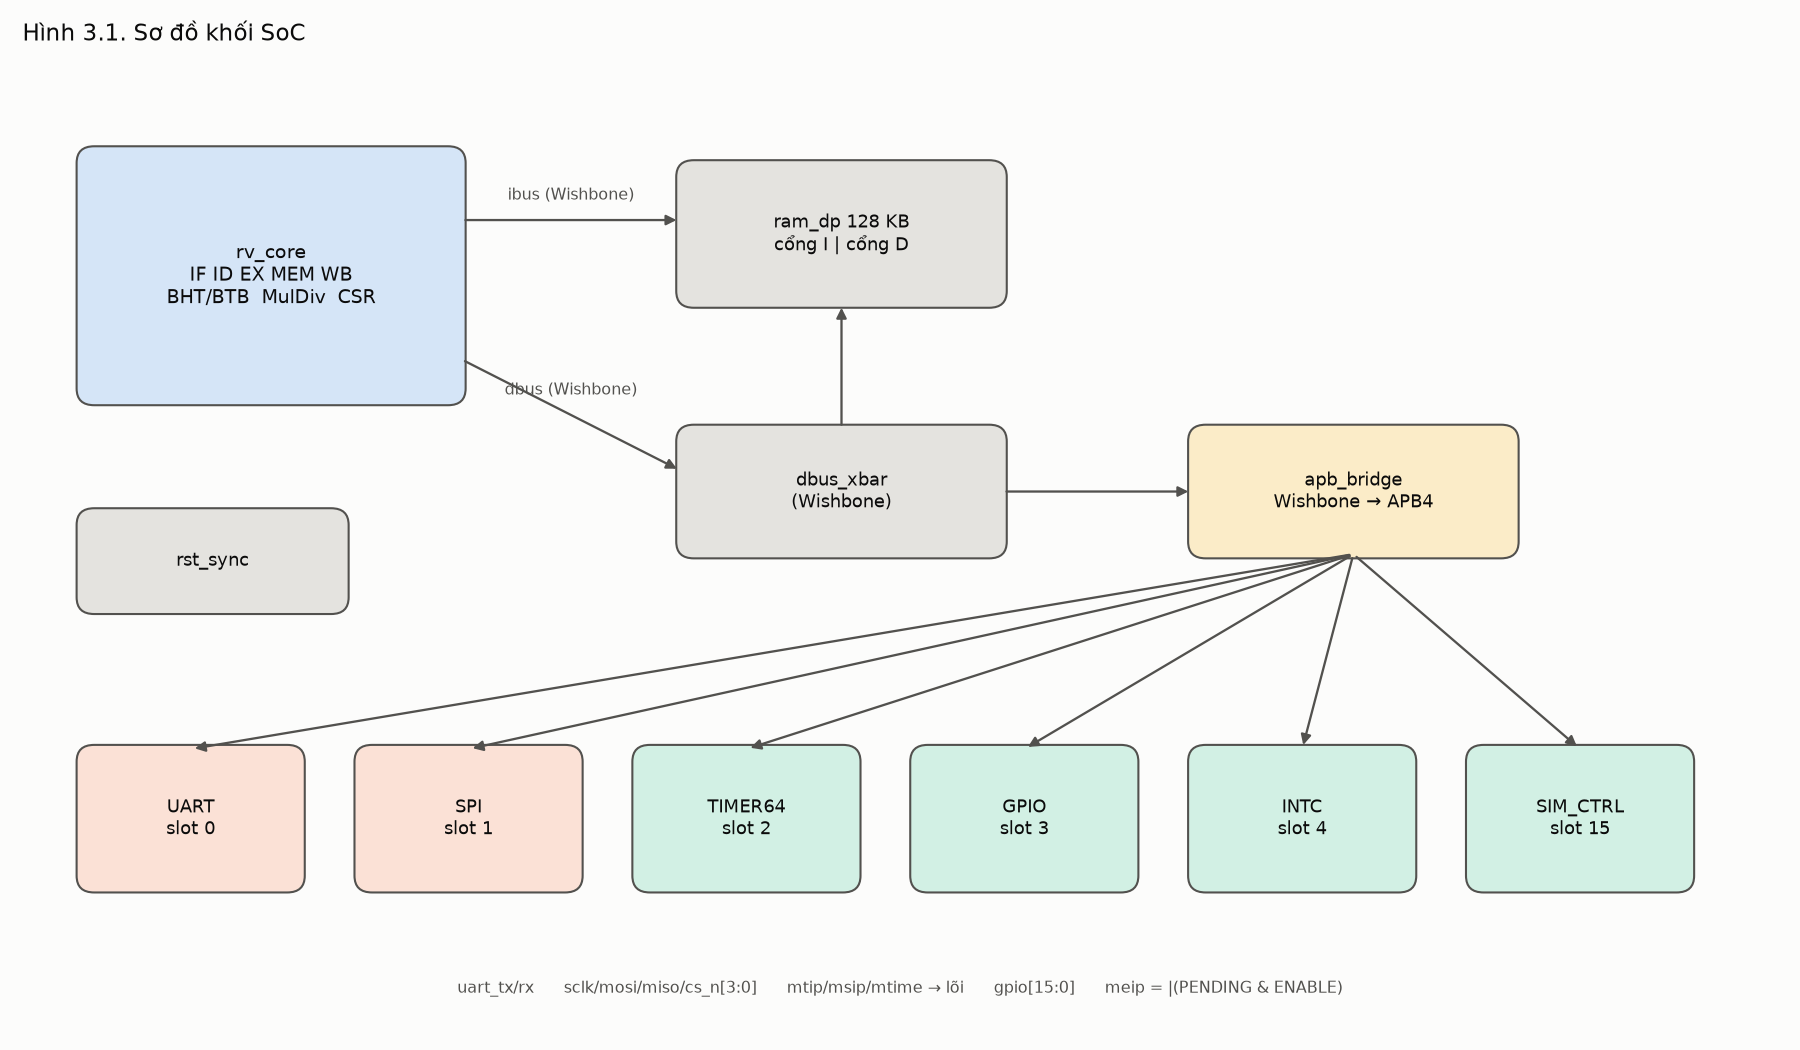 Hình 3.1. Sơ đồ khối SoC
rv_core
IF ID EX MEM WB
BHT/BTB  MulDiv  CSR
ibus (Wishbone)
ram_dp 128 KB
cổng I | cổng D
dbus (Wishbone)
dbus_xbar
(Wishbone)
apb_bridge
Wishbone → APB4
rst_sync
UART
slot 0
SPI
slot 1
TIMER64
slot 2
GPIO
slot 3
INTC
slot 4
SIM_CTRL
slot 15
uart_tx/rx      sclk/mosi/miso/cs_n[3:0]      mtip/msip/mtime → lõi      gpio[15:0]      meip = |(PENDING & ENABLE)